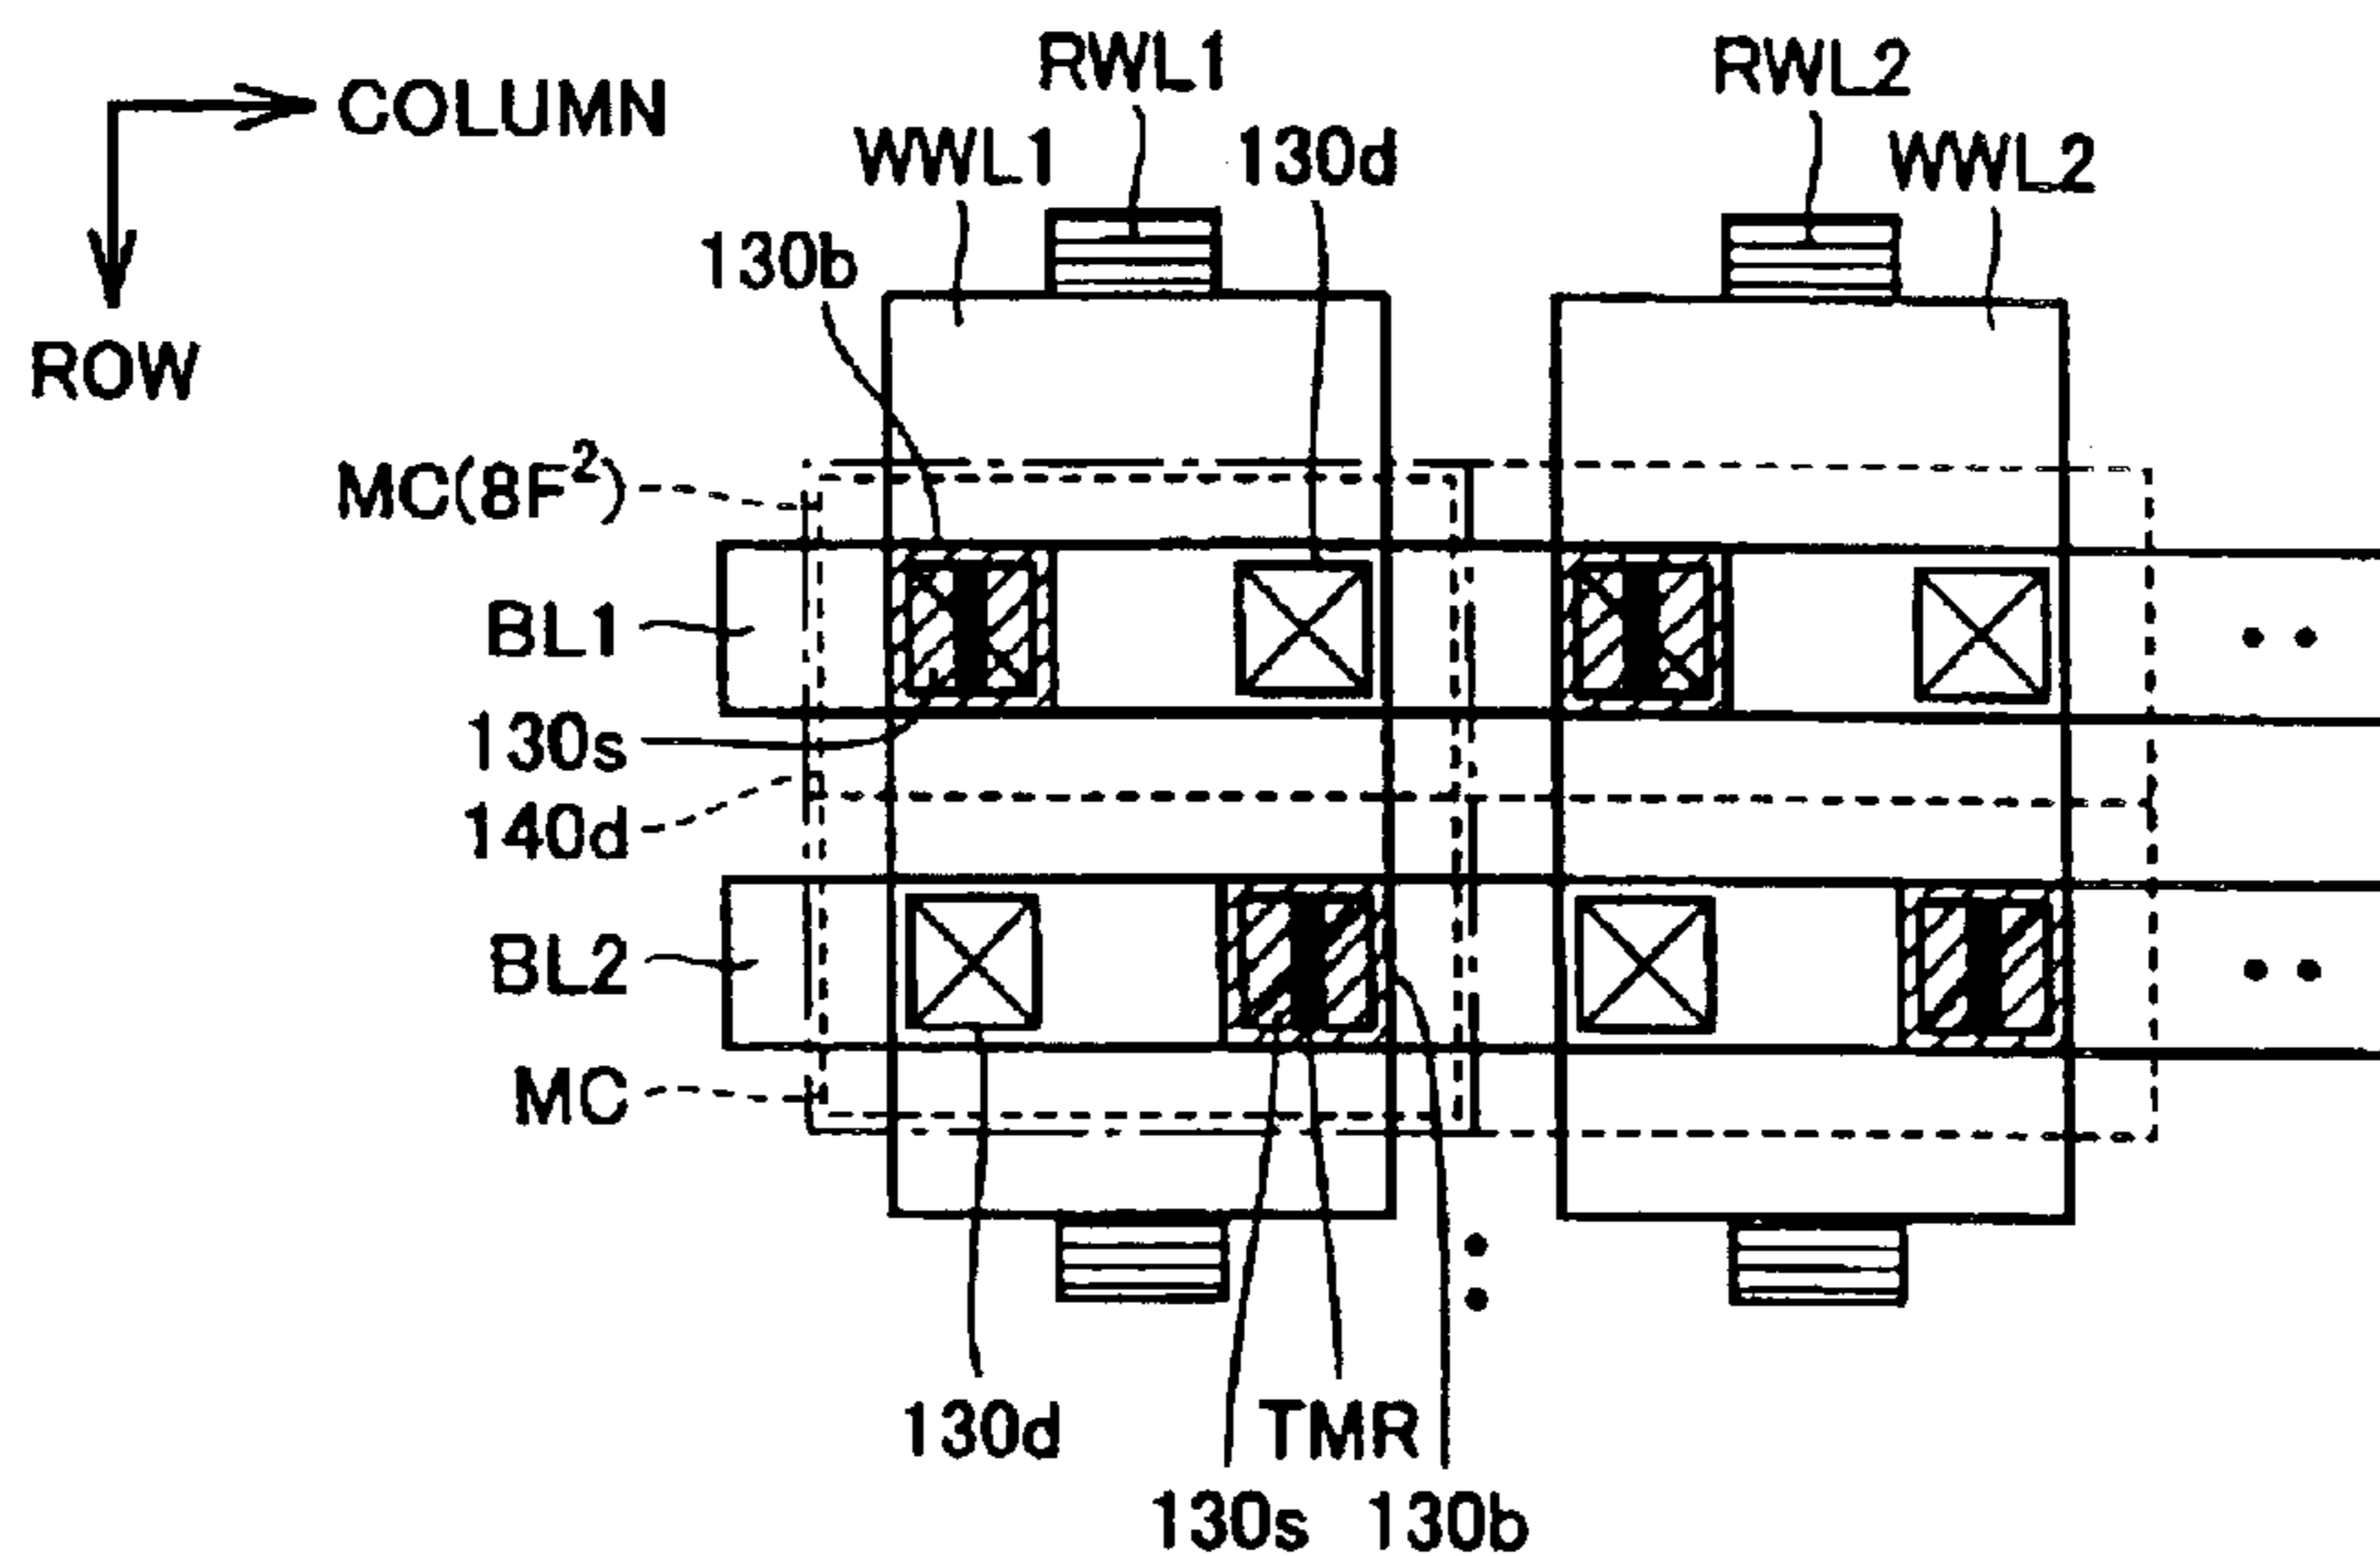 RWL1
RWL2
COLUMN
WWL1
130d
WWL2
130b
ROW
MC(8F²)
BL1
130s
140d
BL2
MC
130d
TMR
130s
130b